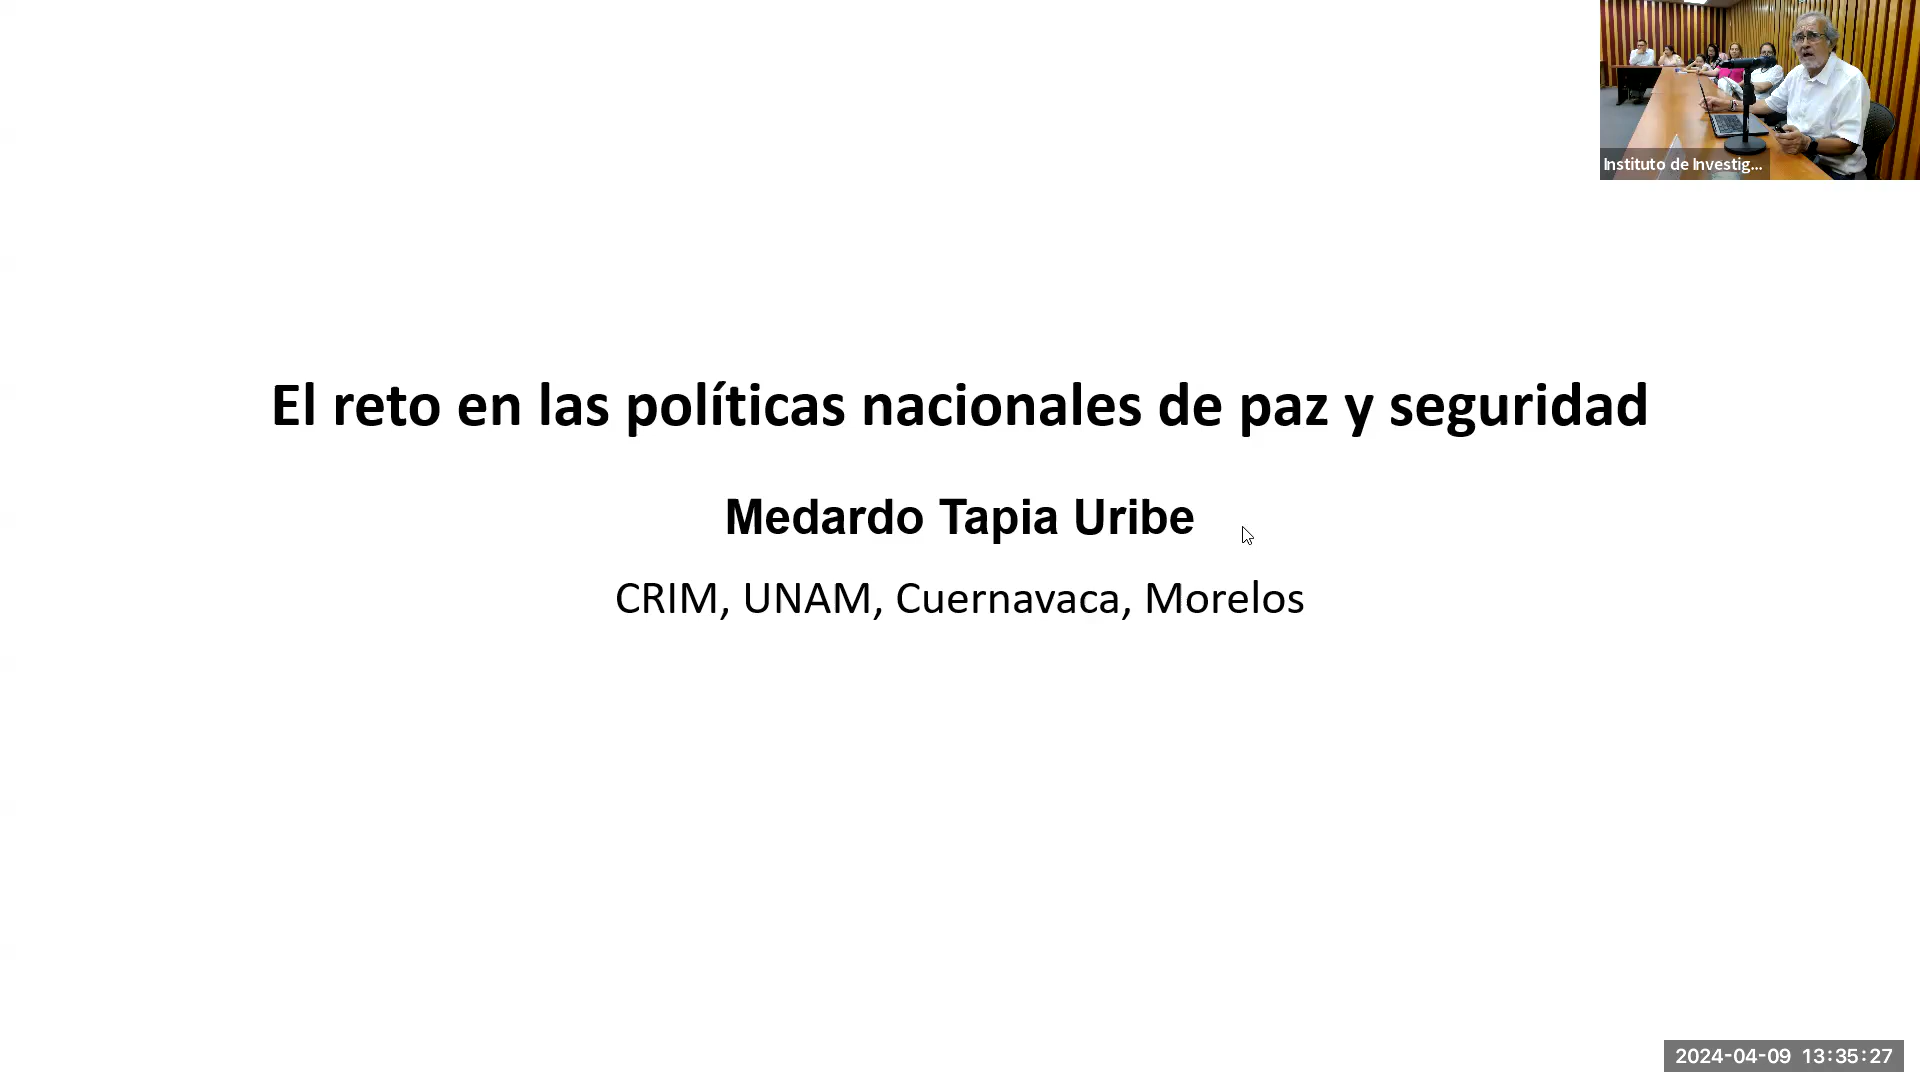 Instituto de Investig...
El reto en las políticas nacionales de paz y seguridad
Medardo Tapia Uribe
CRIM, UNAM, Cuernavaca, Morelos
2024-04-09 13:35:27